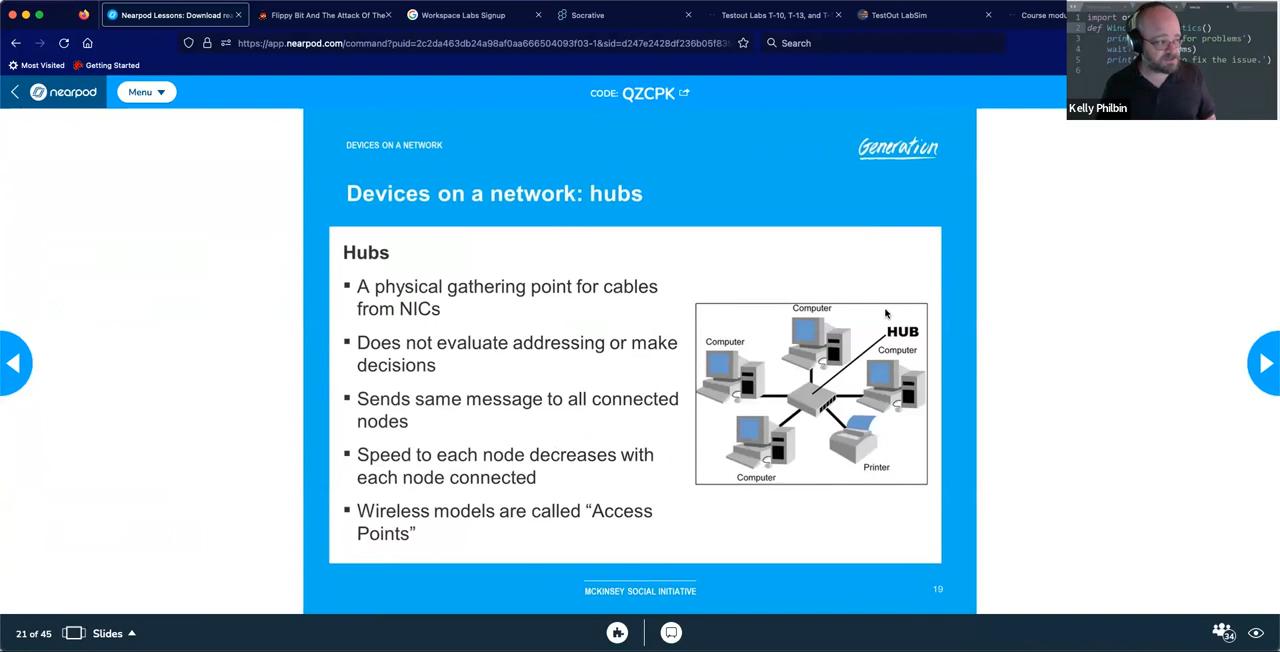 Nearpod Lessons: Download rea
Flippy Bit And The Attack Of The
Workspace Labs Signup
Socrative
Testout Labs T-10, T-13, and T-
TestOut LabSim
Course modu
https://app.nearpod.com/command?puid=2c2da463db24a98af0aa666504093f03-1&sid=d247e2428df236b05f83
Search
Most Visited
Getting Started
nearpod
Menu
CODE: QZCPK
Kelly Philbin
DEVICES ON A NETWORK
Generation
Devices on a network: hubs
Hubs
▪ A physical gathering point for cables
from NICs
▪ Does not evaluate addressing or make
decisions
▪ Sends same message to all connected
nodes
▪ Speed to each node decreases with
each node connected
▪ Wireless models are called “Access
Points”
Computer
HUB
Computer
Computer
Printer
Computer
MCKINSEY SOCIAL INITIATIVE
19
21 of 45
Slides
34